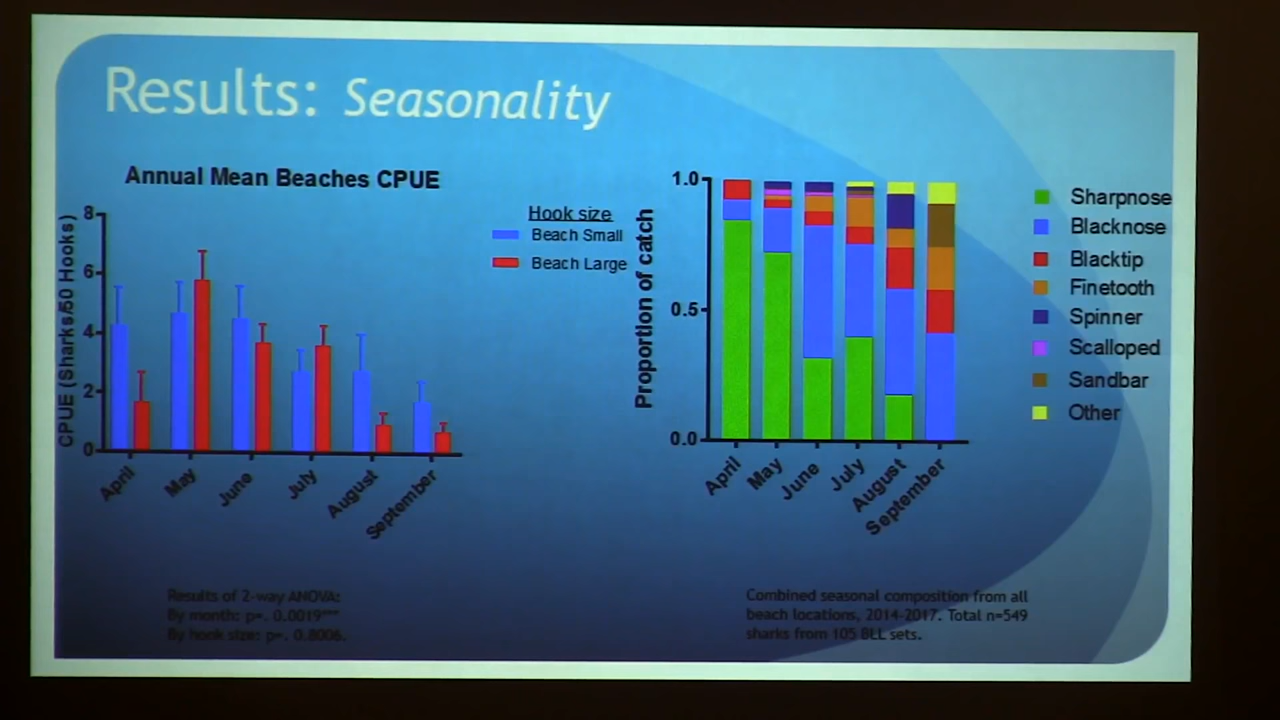 Results: Seasonality
Annual Mean Beaches CPUE
CPUE (Sharks/50 Hooks)
8
6
4
2
0
April
May
June
July
August
September
Hook size
Beach Small
Beach Large
Results of 2-way ANOVA:
By month: p=. 0.0019***
By hook size: p=. 0.8006.
Proportion of catch
1.0
0.5
0.0
April
May
June
July
August
September
Sharpnose
Blacknose
Blacktip
Finetooth
Spinner
Scalloped
Sandbar
Other
Combined seasonal composition from all
beach locations, 2014-2017. Total n=549
sharks from 105 BLL sets.